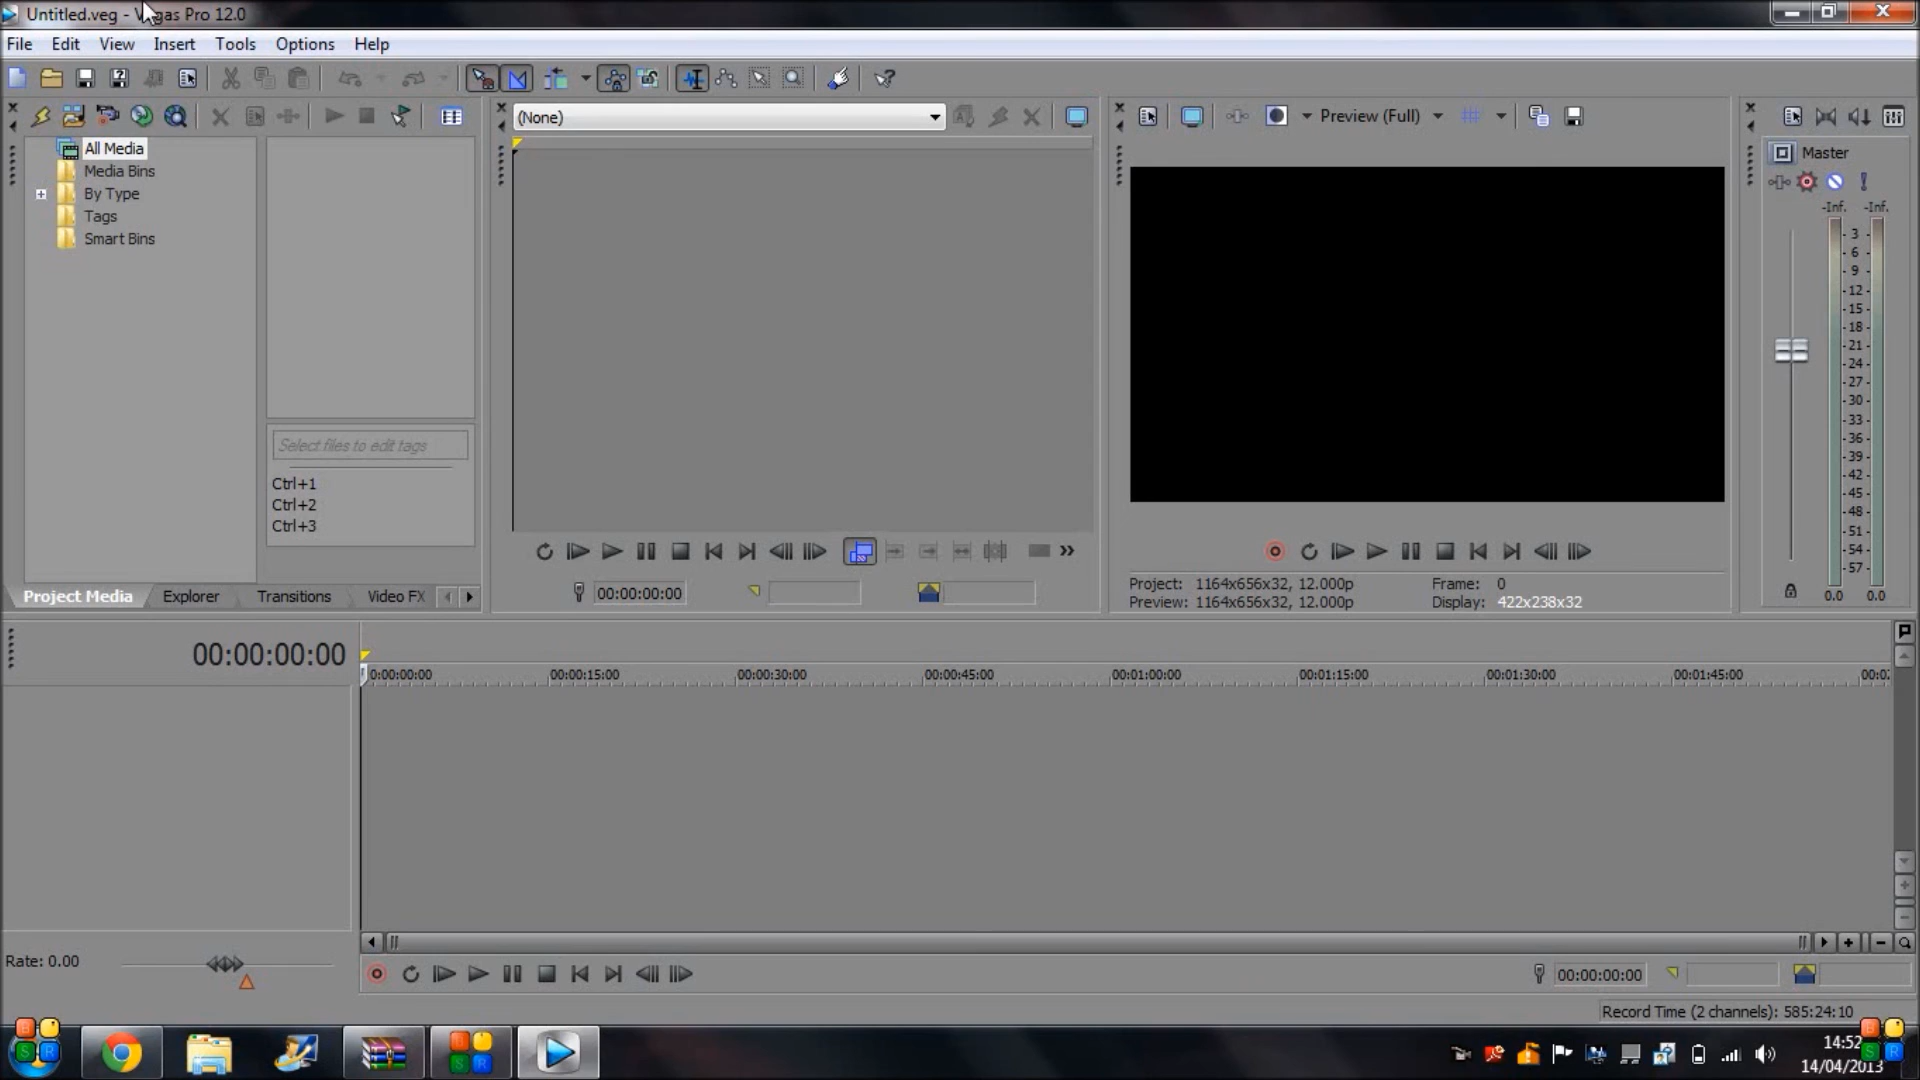 Untitled.veg - Vegas Pro 12.0
File Edit View Insert Tools Options Help
(None)
Preview (Full)
All Media
Media Bins
By Type
Tags
Smart Bins
Select files to edit tags
Ctrl+1
Ctrl+2
Ctrl+3
Master
-Inf. -Inf.
3
6
9
12
15
18
21
24
27
30
33
36
39
42
45
48
51
54
57
0.0 0.0
00:00:00:00
Project: 1164x656x32, 12.000p Frame: 0
Preview: 1164x656x32, 12.000p Display: 422x238x32
Project Media Explorer Transitions Video FX
00:00:00:00
0:00:00:00 00:00:15:00 00:00:30:00 00:00:45:00 00:01:00:00 00:01:15:00 00:01:30:00 00:01:45:00 00:0
Rate: 0.00
00:00:00:00
Record Time (2 channels): 585:24:10
14:52
14/04/2013